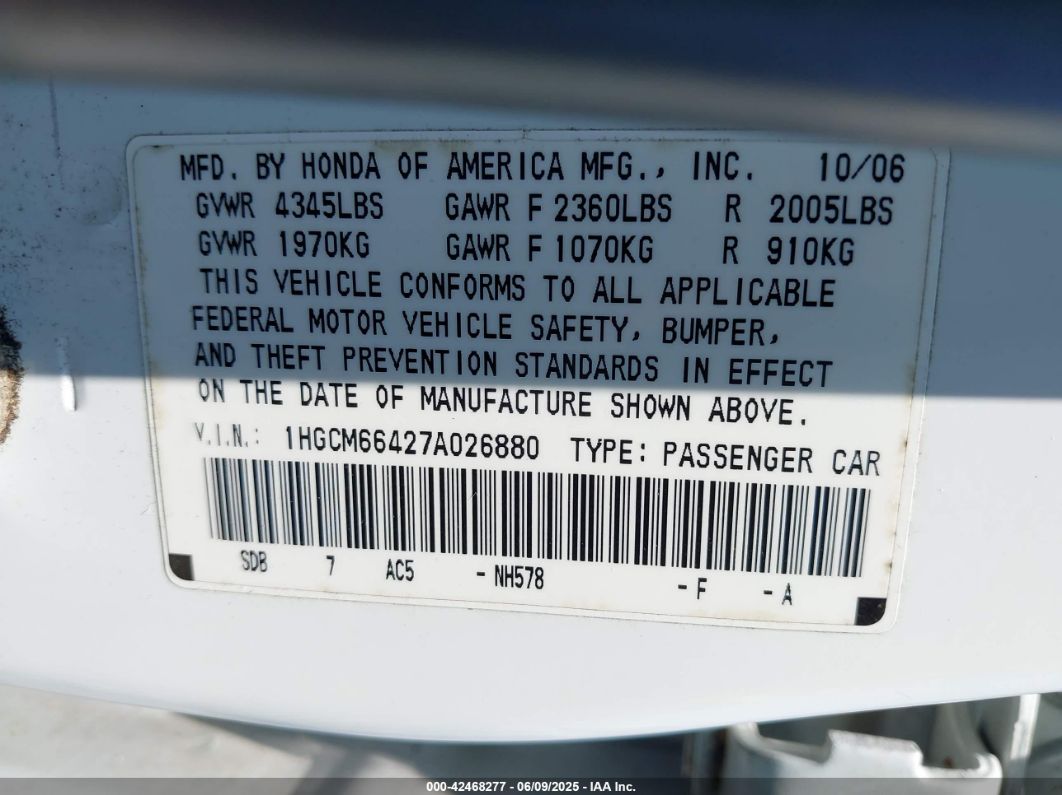 MFD. BY HONDA OF AMERICA MFG., INC. 10/06
GVWR 4345LBS GAWR F 2360LBS R 2005LBS
GVWR 1970KG GAWR F 1070KG R 910KG
THIS VEHICLE CONFORMS TO ALL APPLICABLE
FEDERAL MOTOR VEHICLE SAFETY, BUMPER,
AND THEFT PREVENTION STANDARDS IN EFFECT
ON THE DATE OF MANUFACTURE SHOWN ABOVE.
V.I.N.: 1HGCM66427A026880 TYPE: PASSENGER CAR
SDB 7 AC5 - NH578 - F - A
000-42468277 - 06/09/2025 - IAA Inc.